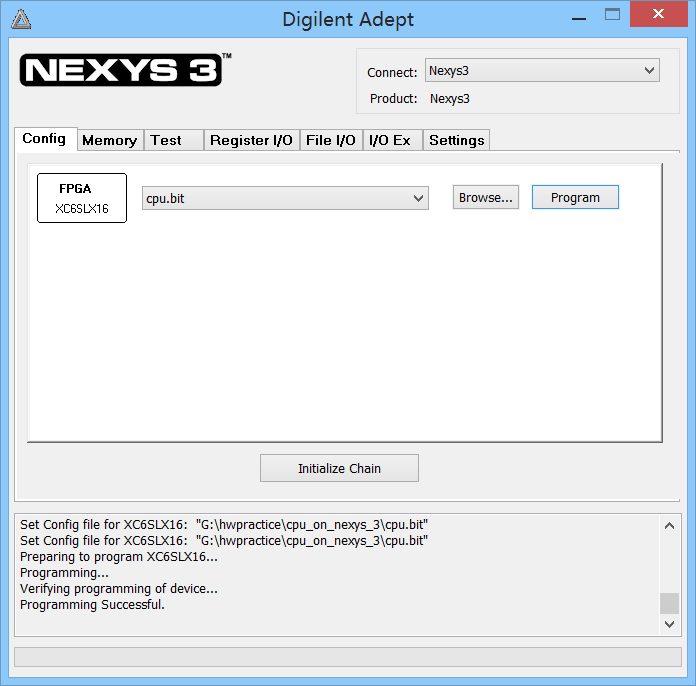 Digilent Adept
NEXYS 3™
Connect: Nexys3
Product: Nexys3
Config Memory Test Register I/O File I/O I/O Ex Settings
FPGA
XC6SLX16
cpu.bit
Browse...
Program
Initialize Chain
Set Config file for XC6SLX16: "G:\hwpractice\cpu_on_nexys_3\cpu.bit"
Set Config file for XC6SLX16: "G:\hwpractice\cpu_on_nexys_3\cpu.bit"
Preparing to program XC6SLX16...
Programming...
Verifying programming of device...
Programming Successful.